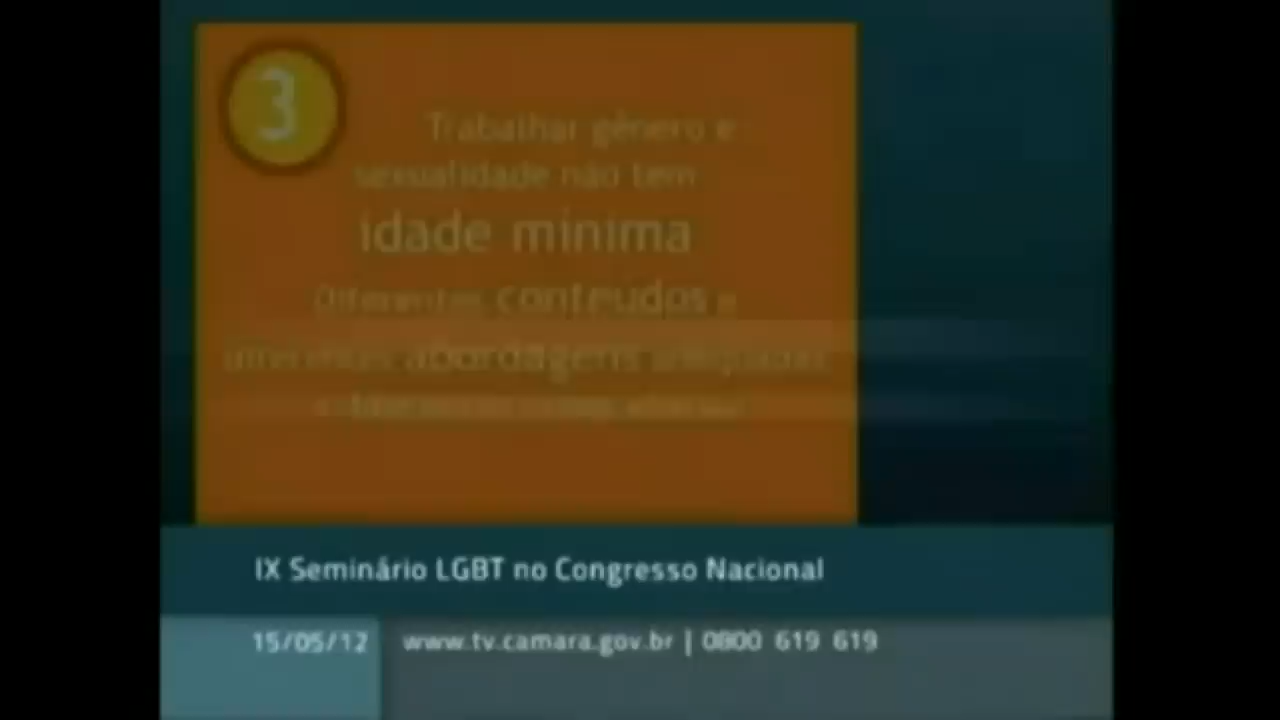 3
Trabalhar gênero e
sexualidade não tem
idade mínima
Diferentes conteudos e
diferentes abordagens adequadas
IX Seminário LGBT no Congresso Nacional
15/05/12 www.tv.camara.gov.br | 0800 619 619